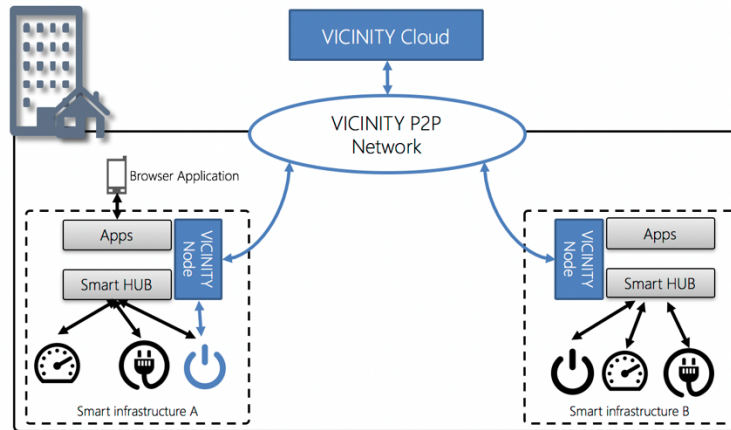 VICINITY Cloud
VICINITY P2P
Network
Browser Application
Apps
VICINITY
Node
Smart HUB
Smart infrastructure A
VICINITY
Node
Apps
Smart HUB
Smart infrastructure B